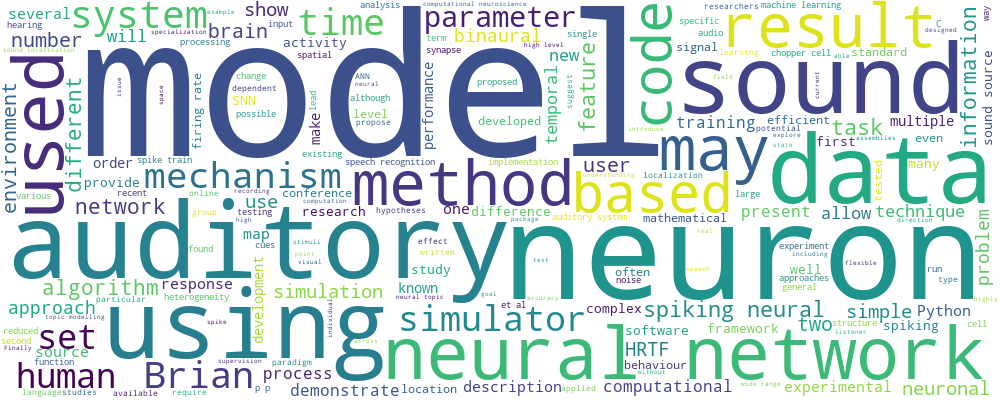 several
system
time
parameter
code
result
way
show
C
researchers
machine learning
analysis
computational neuroscience
hearing
example
will
brain
term
binaural
single
specific
designed
number
activity
synapse
high level
audio
input
specialization
processing
spatial
new
signal
chopper cell
able
standard
sound localization
model
used
sound
information
sound source
feature
temporal
performance
learning
field
current
change
ANN
neural
proposed
suggest
dependent
SNN
although
firing rate
possible
propose
level
lead
make
issue
space
developed
environment
different
training
efficient
multiple
introduce
potential
task
first
even
explore
state
assemblies
order
spike train
existing
may
data
many
tested
provide
mechanism
speech recognition
implementation
user
localization
large
recent
method
understanding
based
various
online
recording
computation
use
conference
hypotheses
network
group
testing
research
one
difference
mathematical
present
allow
technique
high
package
auditory system
direction
problem
auditory
neuron
map
cues
stimuli
effect
written
found
point
visual
study
test
real
experiment
including
often
noise
well
approaches
general
flexible
run
type
algorithm
response
development
simulation
known
speech
approach
particular
heterogeneity
neural topic
goal
accuracy
highly
topic modelling
using
individual
et al
complex
spiking neural
simple
Python
set
spike
simulator
two
structure
spiking
cell
reduced
second
Finally
source
software
framework
listener
function
supervision
across
paradigm
neural network
HRTF
behaviour
without
human
Brian
process
language
studies
available
require
p p
demonstrate
location
description
applied
computational
wide range
experimental
neuronal